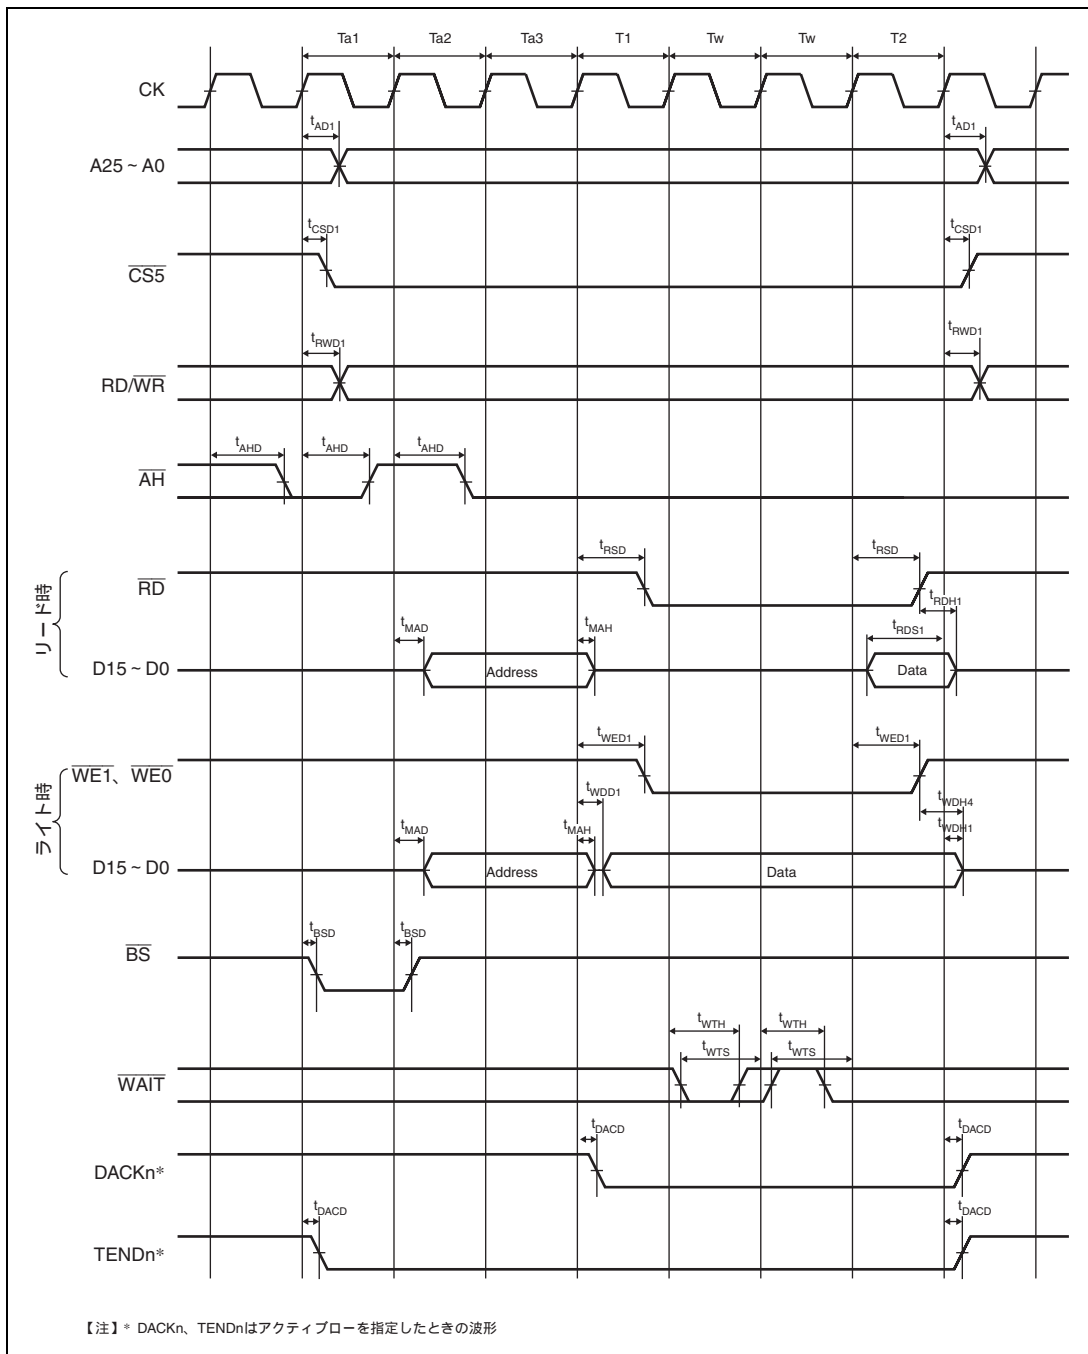 Ta1 Ta2 Ta3 T1 Tw Tw T2
CK
tAD1 tAD1
A25 ~ A0
tCSD1 tCSD1
CS5
tRWD1 tRWD1
RD/WR
tAHD tAHD tAHD
AH
tRSD tRSD
RD
tRDH1
リード時
tMAD tMAH tRDS1
D15 ~ D0 Address Data
tWED1 tWED1
WE1、WE0
tWDD1 tWDH4
ライト時
tMAD tMAH tWDH1
D15 ~ D0 Address Data
tBSD tBSD
BS
tWTH tWTH
tWTS tWTS
WAIT
tDACD tDACD
DACKn*
tDACD tDACD
TENDn*
【注】* DACKn、TENDnはアクティブローを指定したときの波形